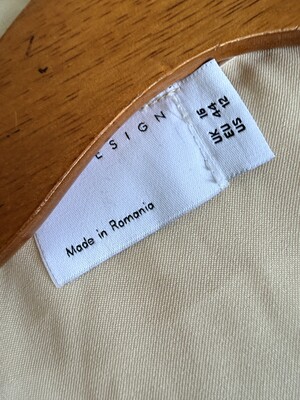 ESIGN
Made in Romania
UK 16
EU 44
US 12